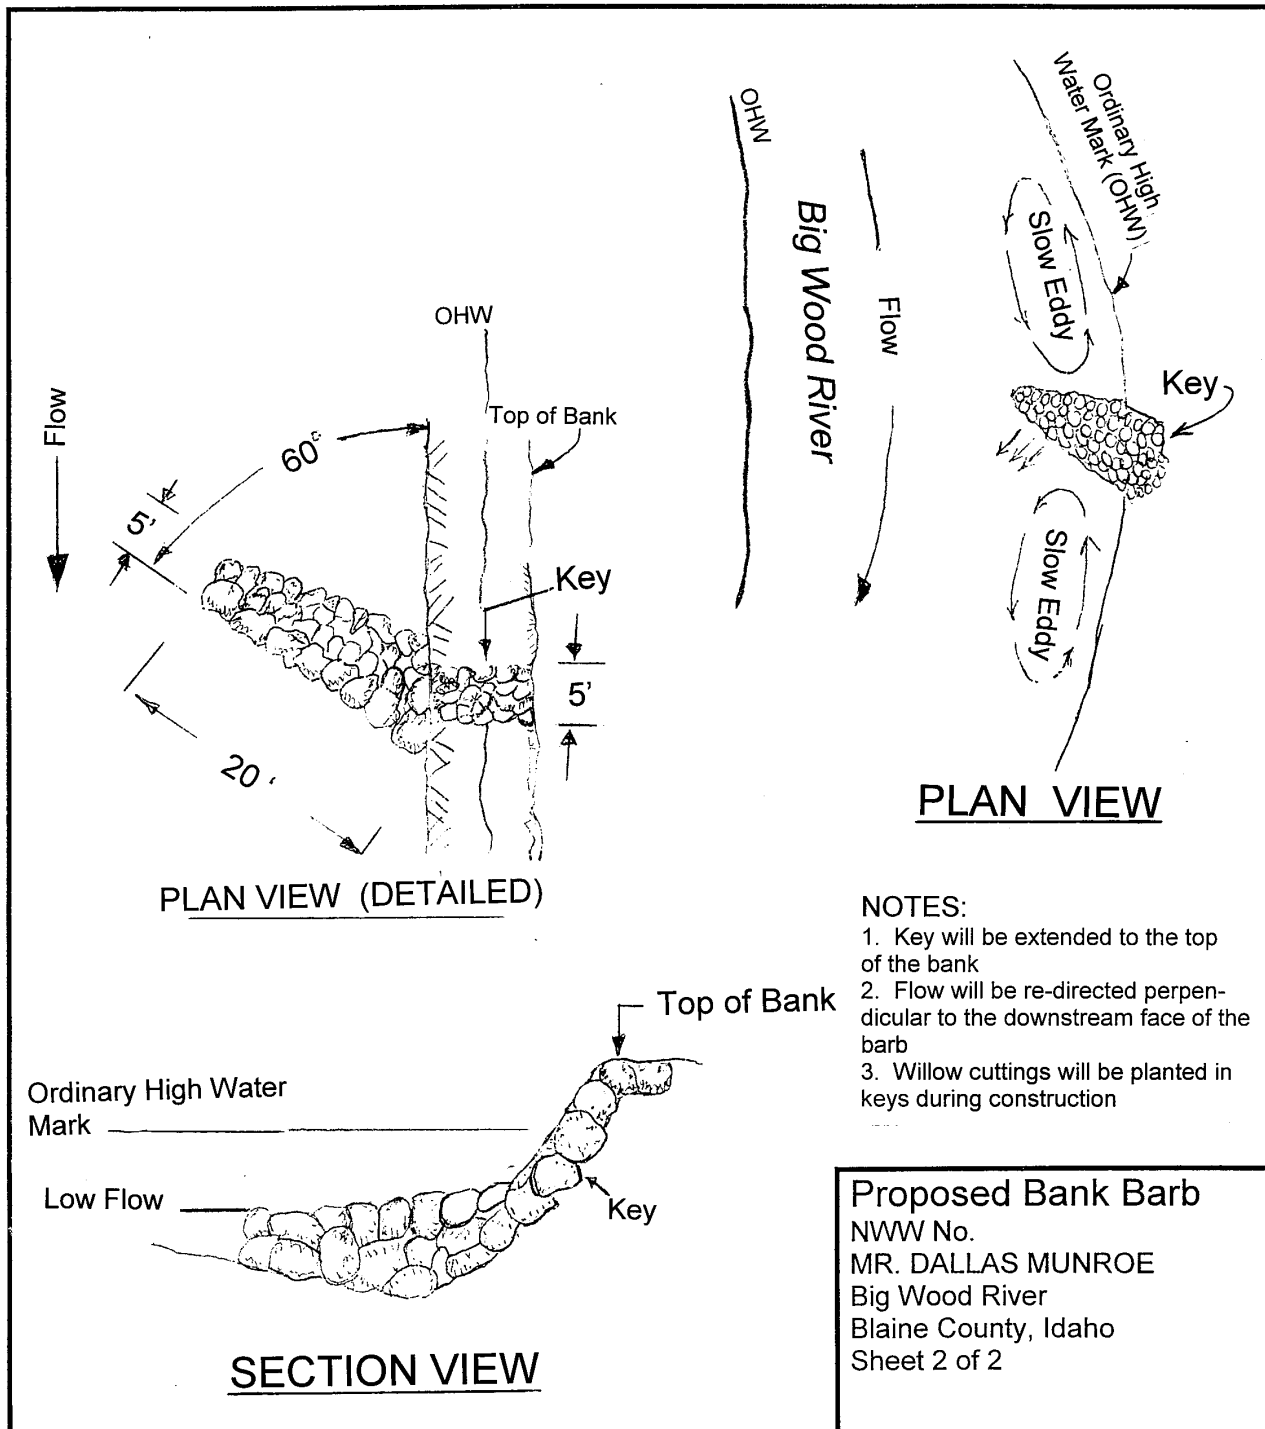 OHW
Big Wood River
Flow
Ordinary High
Water Mark (OHW)
Slow Eddy
Key
Slow Eddy
PLAN VIEW
OHW
Top of Bank
Flow
60°
5'
Key
5'
20'
PLAN VIEW (DETAILED)
NOTES:
1. Key will be extended to the top
of the bank
2. Flow will be re-directed perpen-
dicular to the downstream face of the
barb
3. Willow cuttings will be planted in
keys during construction
Top of Bank
Ordinary High Water
Mark
Low Flow
Key
SECTION VIEW
Proposed Bank Barb
NWW No.
MR. DALLAS MUNROE
Big Wood River
Blaine County, Idaho
Sheet 2 of 2